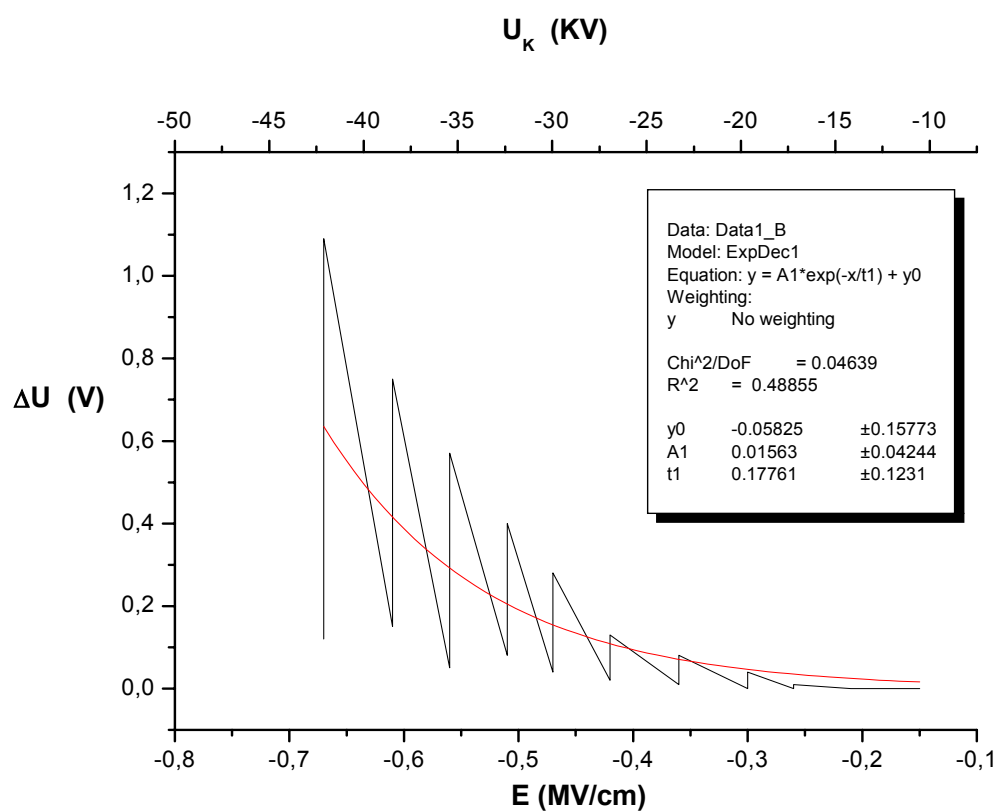 U_K (KV)
-50 -45 -40 -35 -30 -25 -20 -15 -10
1,2
1,0
0,8
0,6
0,4
0,2
0,0
ΔU (V)
Data: Data1_B
Model: ExpDec1
Equation: y = A1*exp(-x/t1) + y0
Weighting:
y No weighting
Chi^2/DoF = 0.04639
R^2 = 0.48855
y0 -0.05825 ±0.15773
A1 0.01563 ±0.04244
t1 0.17761 ±0.1231
-0,8 -0,7 -0,6 -0,5 -0,4 -0,3 -0,2 -0,1
E (MV/cm)